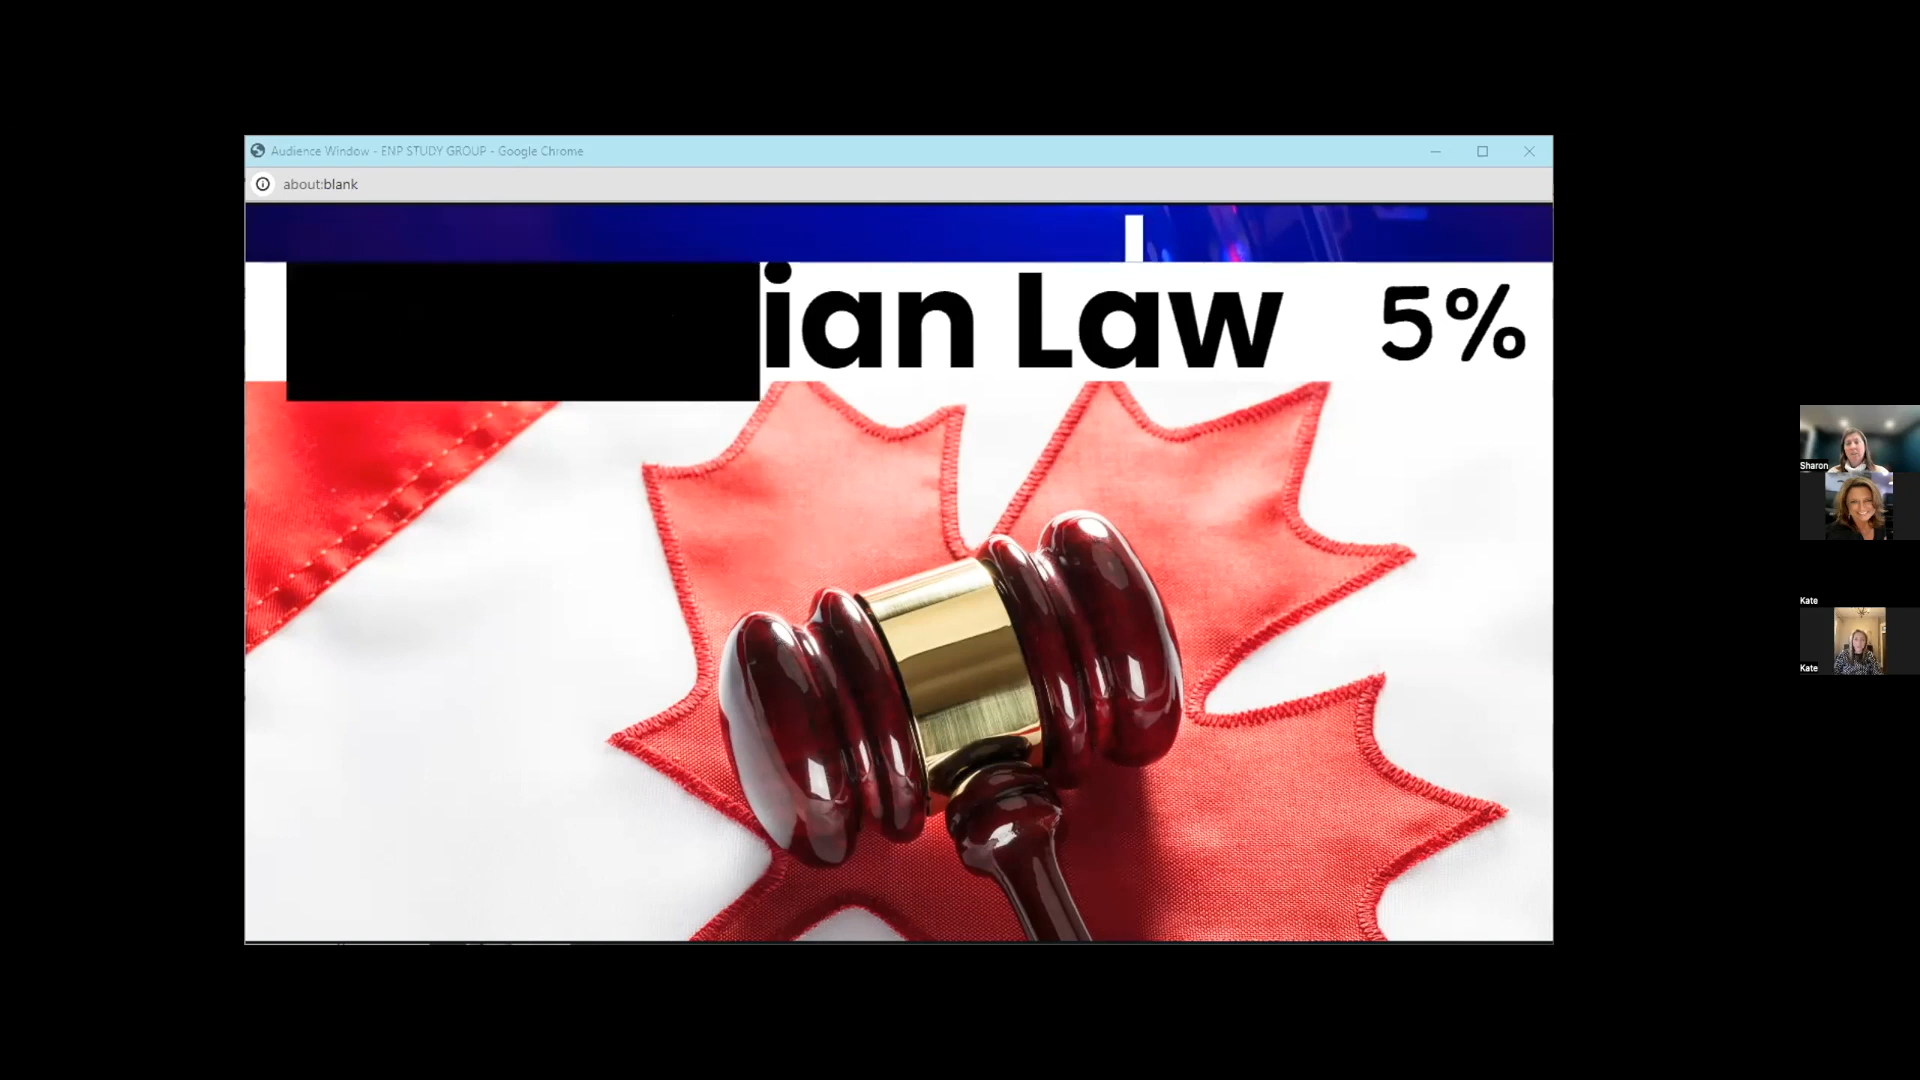 Audience Window - ENP STUDY GROUP - Google Chrome
about:blank
ian Law 5%
Sharon
Kate
Kate